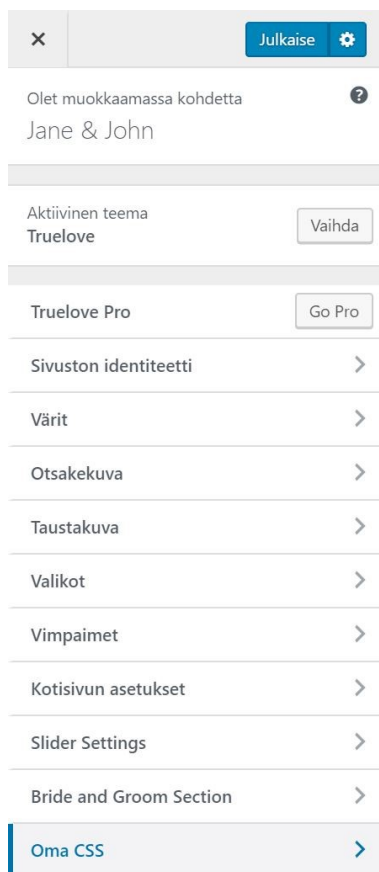 Julkaise
Olet muokkaamassa kohdetta
Jane & John
Aktiivinen teema
Truelove
Vaihda
Truelove Pro
Go Pro
Sivuston identiteetti
Värit
Otsakekuva
Taustakuva
Valikot
Vimpaimet
Kotisivun asetukset
Slider Settings
Bride and Groom Section
Oma CSS